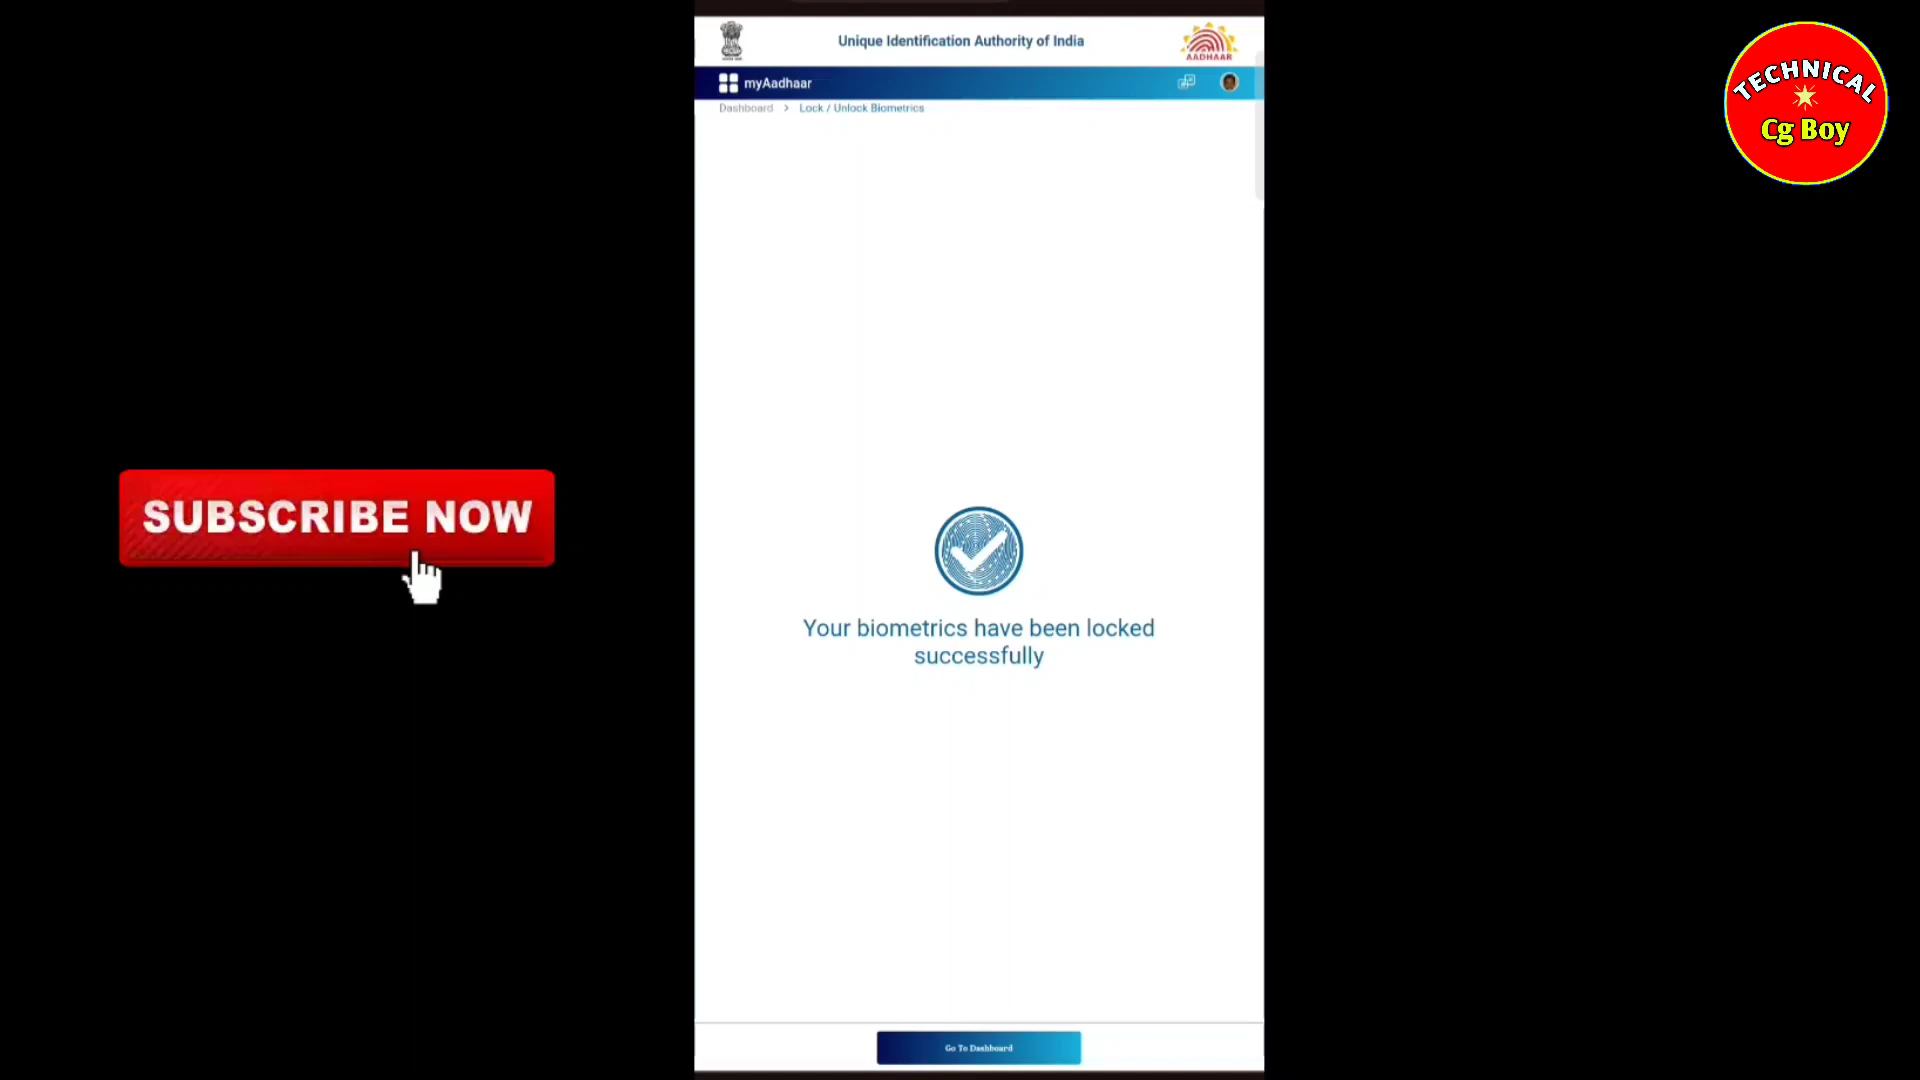 Unique Identification Authority of India
AADHAAR
myAadhaar
Dashboard > Lock / Unlock Biometrics
TECHNICAL
Cg Boy
SUBSCRIBE NOW
Your biometrics have been locked
successfully
Go To Dashboard